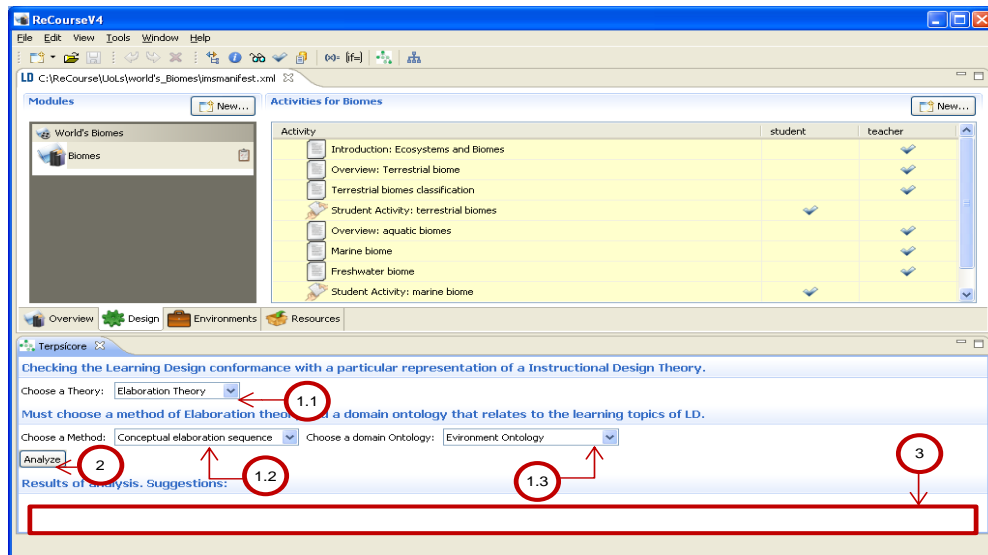 ReCourseV4
File Edit View Tools Window Help
(x)= [if=]
LD C:\ReCourse\UoLs\world's_Biomes\imsmanifest.xml
Modules
New...
World's Biomes
Biomes
Activities for Biomes
New...
Activity student teacher
Introduction: Ecosystems and Biomes
Overview: Terrestrial biome
Terrestrial biomes classification
Strudent Activity: terrestrial biomes
Overview: aquatic biomes
Marine biome
Freshwater biome
Student Activity: marine biome
Overview Design Environments Resources
Terpsícore
Checking the Learning Design conformance with a particular representation of a Instructional Design Theory.
Choose a Theory: Elaboration Theory
1.1
Must choose a method of Elaboration theory a domain ontology that relates to the learning topics of LD.
Choose a Method: Conceptual elaboration sequence Choose a domain Ontology: Evironment Ontology
Analyze
2
1.2
1.3
3
Results of analysis. Suggestions: